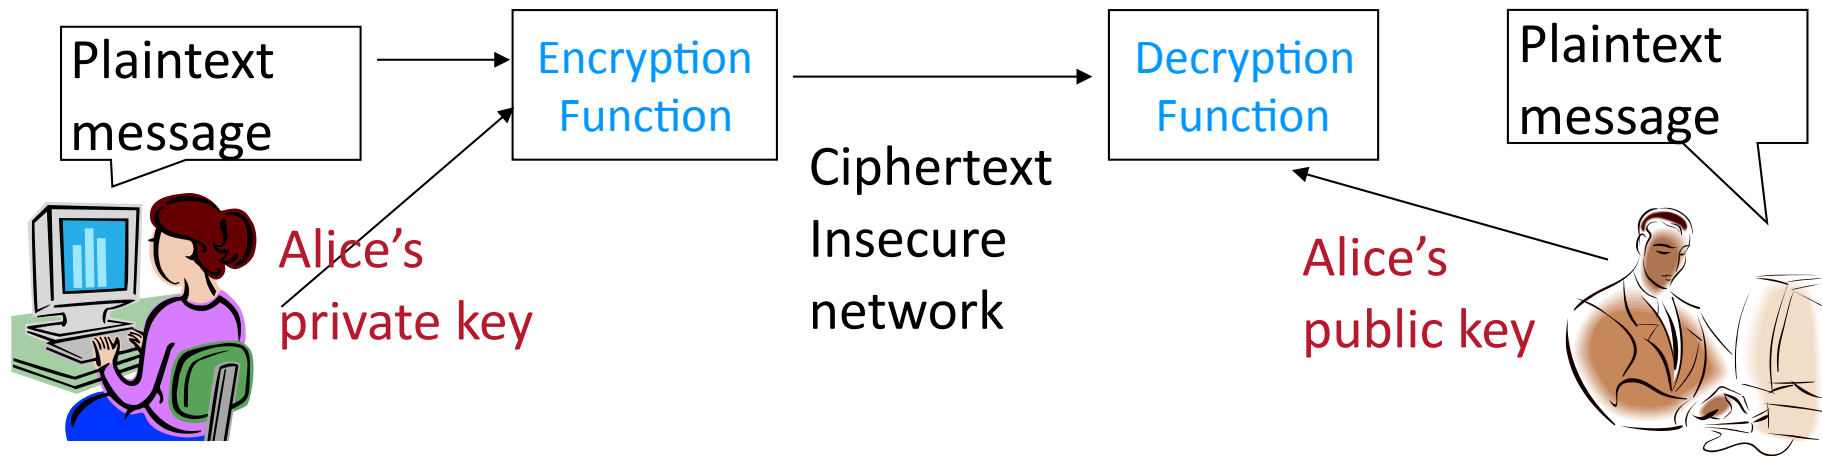 Plaintext
message
Encryption
Function
Decryption
Function
Plaintext
message
Alice’s
private key
Ciphertext
Insecure
network
Alice’s
public key